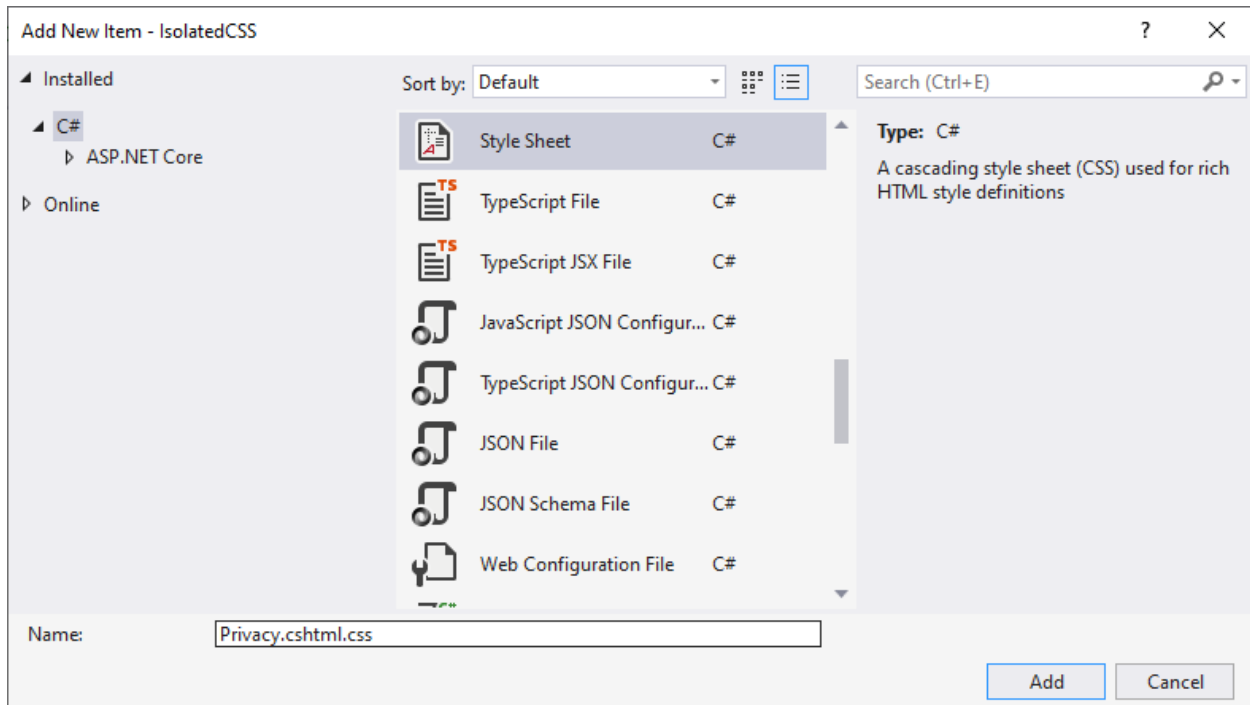 Add New Item - IsolatedCSS
?
Installed
C#
ASP.NET Core
Online
Sort by: Default
Search (Ctrl+E)
Style Sheet C#
TypeScript File C#
TypeScript JSX File C#
JavaScript JSON Configur... C#
TypeScript JSON Configur... C#
JSON File C#
JSON Schema File C#
Web Configuration File C#
Type: C#
A cascading style sheet (CSS) used for rich
HTML style definitions
Name: Privacy.cshtml.css
Add Cancel